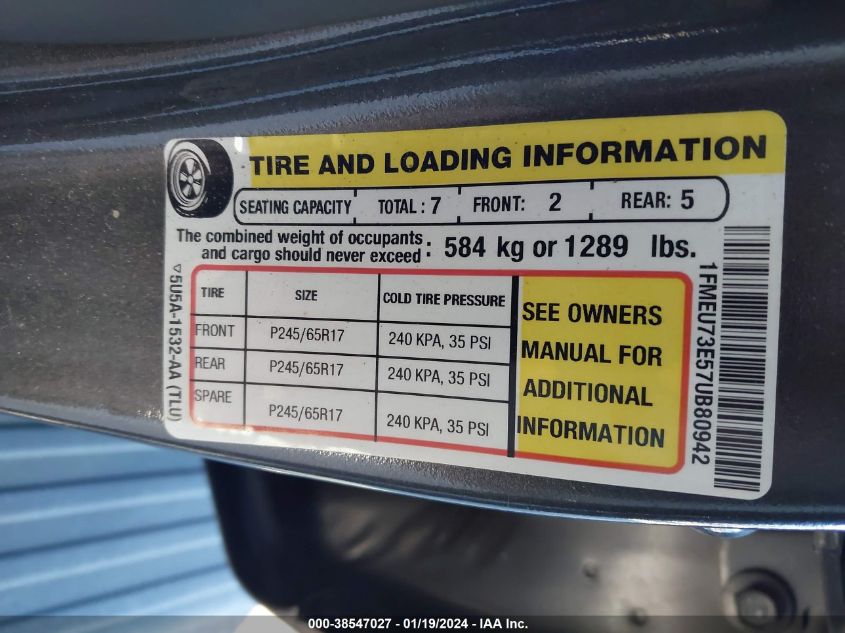 TIRE AND LOADING INFORMATION
SEATING CAPACITY TOTAL : 7 FRONT: 2 REAR: 5
The combined weight of occupants
and cargo should never exceed : 584 kg or 1289 lbs.
TIRE SIZE COLD TIRE PRESSURE
FRONT P245/65R17 240 KPA, 35 PSI
REAR P245/65R17 240 KPA, 35 PSI
SPARE P245/65R17 240 KPA, 35 PSI
SEE OWNERS
MANUAL FOR
ADDITIONAL
INFORMATION
5U5A-1532-AA (TLU)
1FMEU73E57UB80942
000-38547027 - 01/19/2024 - IAA Inc.